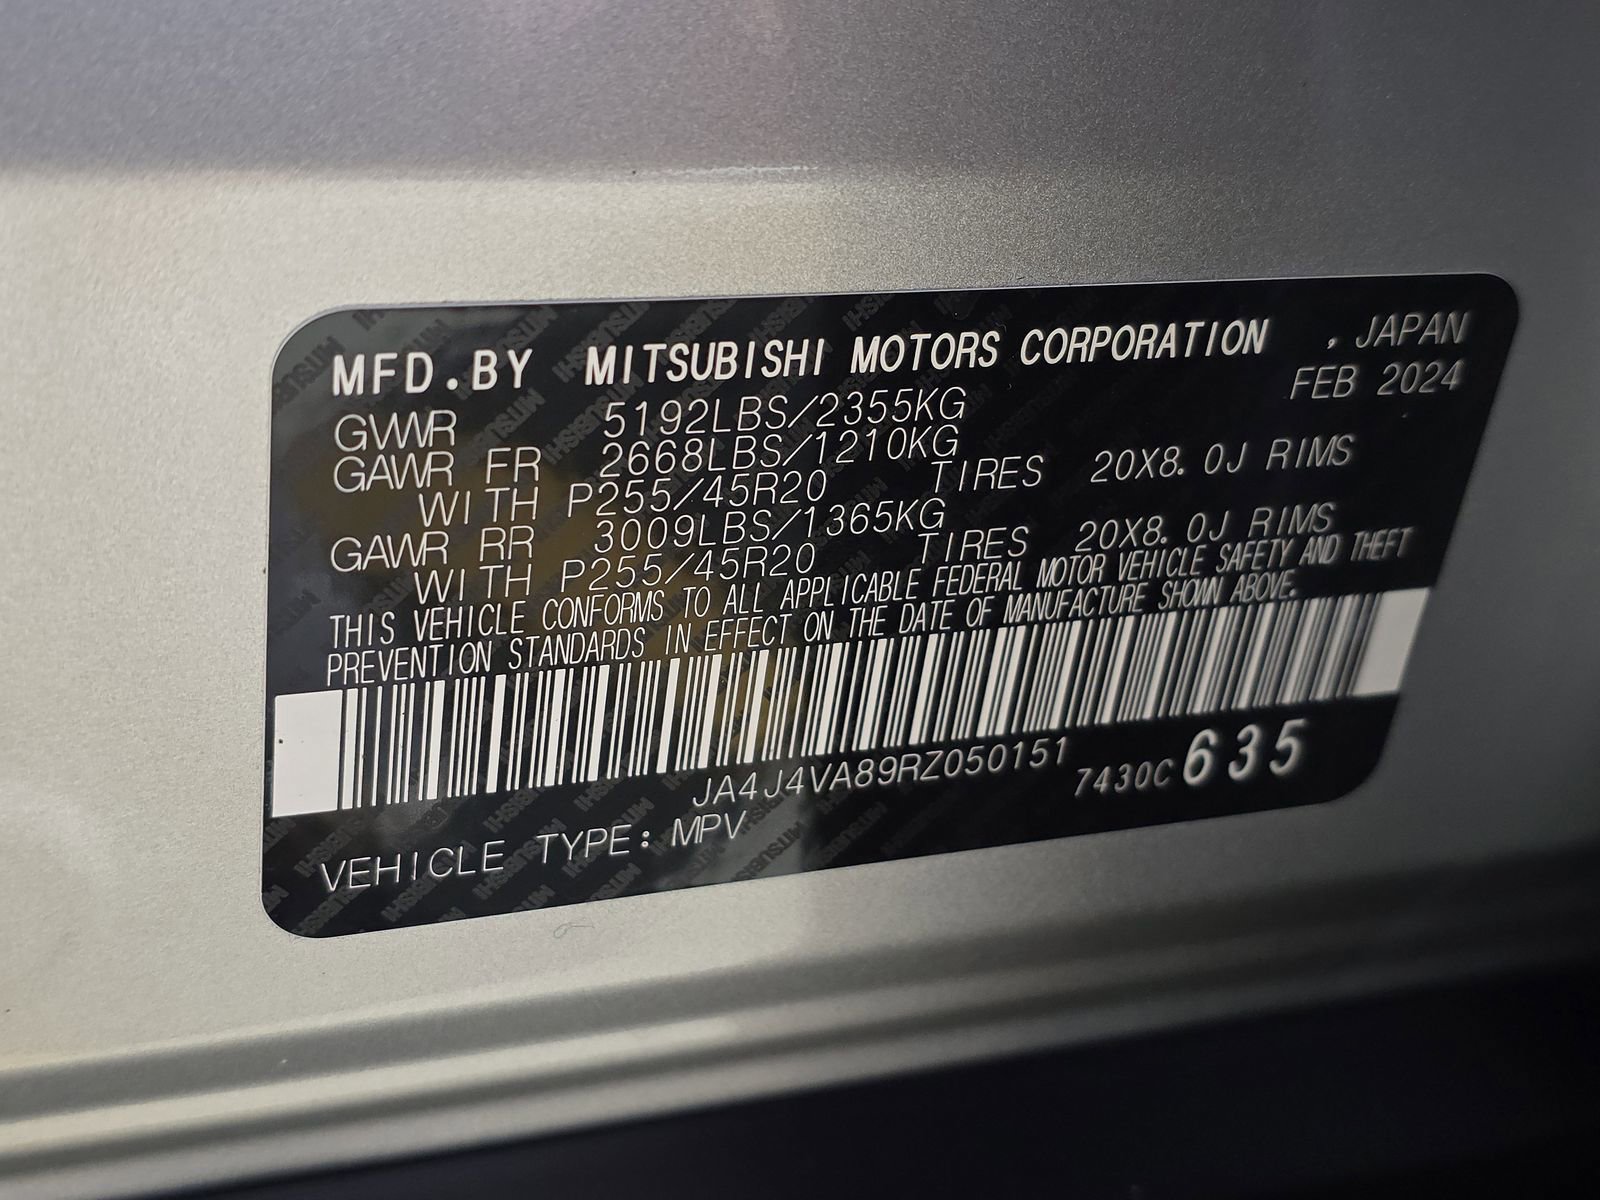 MFD.BY MITSUBISHI MOTORS CORPORATION , JAPAN
FEB 2024
GVWR 5192LBS/2355KG
GAWR FR 2668LBS/1210KG
WITH P255/45R20 TIRES 20X8.0J RIMS
GAWR RR 3009LBS/1365KG
WITH P255/45R20 TIRES 20X8.0J RIMS
THIS VEHICLE CONFORMS TO ALL APPLICABLE FEDERAL MOTOR VEHICLE SAFETY AND THEFT
PREVENTION STANDARDS IN EFFECT ON THE DATE OF MANUFACTURE SHOWN ABOVE.
JA4J4VA89RZ050151 7430C 635
VEHICLE TYPE: MPV